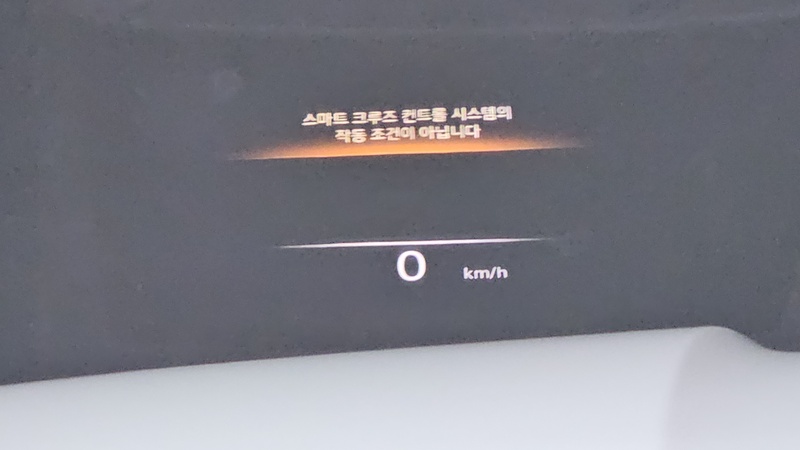 스마트 크루즈 컨트롤 시스템의
작동 조건이 아닙니다
0 km/h